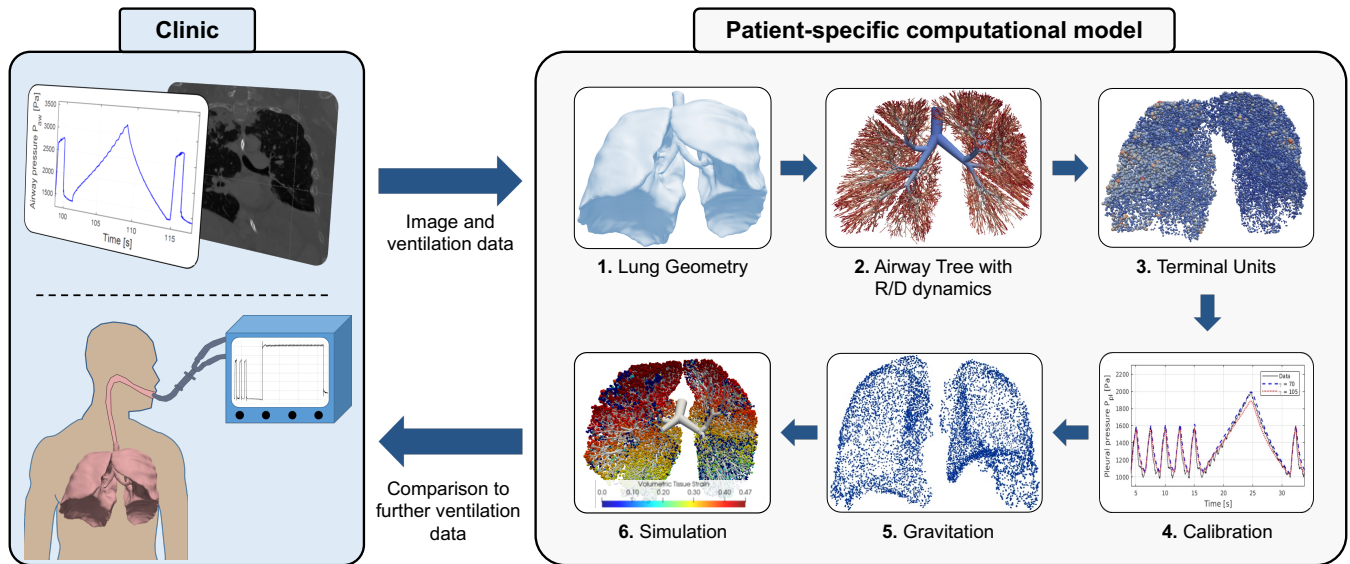 Clinic
Patient-specific computational model
Airway pressure P_aw [Pa]
3500
3000
2500
2000
1500
100
105
110
115
Time [s]
Image and
ventilation data
1. Lung Geometry
2. Airway Tree with
R/D dynamics
3. Terminal Units
Volumetric Tissue Strain
0.0 0.10 0.20 0.30 0.40 0.47
6. Simulation
5. Gravitation
Pleural pressure P_pl [Pa]
2200
2000
1800
1600
1400
1200
1000
5 10 15 20 25 30
Time [s]
Data
= 70
= 105
4. Calibration
Comparison to
further ventilation
data